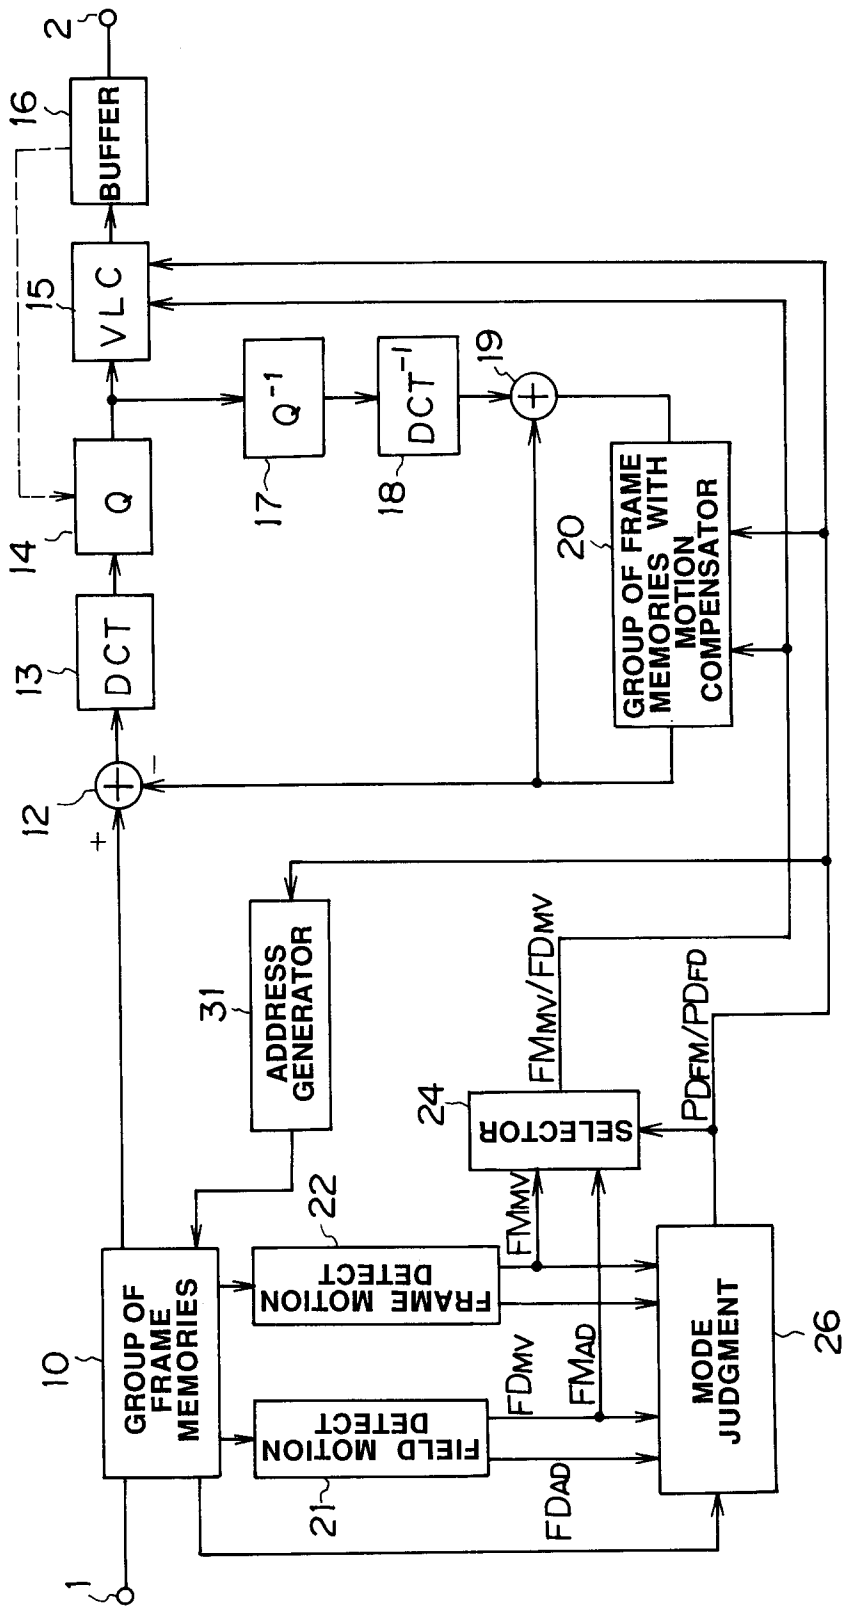 1
10
GROUP OF
FRAME
MEMORIES
+
12
−
13
DCT
14
Q
15
VLC
16
BUFFER
2
17
Q⁻¹
18
DCT⁻¹
19
20
GROUP OF FRAME
MEMORIES WITH
MOTION
COMPENSATOR
31
ADDRESS
GENERATOR
21
FIELD MOTION
DETECT
22
FRAME MOTION
DETECT
FDAD
FDMV
FMAD
FMMV
24
SELECTOR
FMMV/FDMV
PDFM/PDFD
MODE
JUDGMENT
26